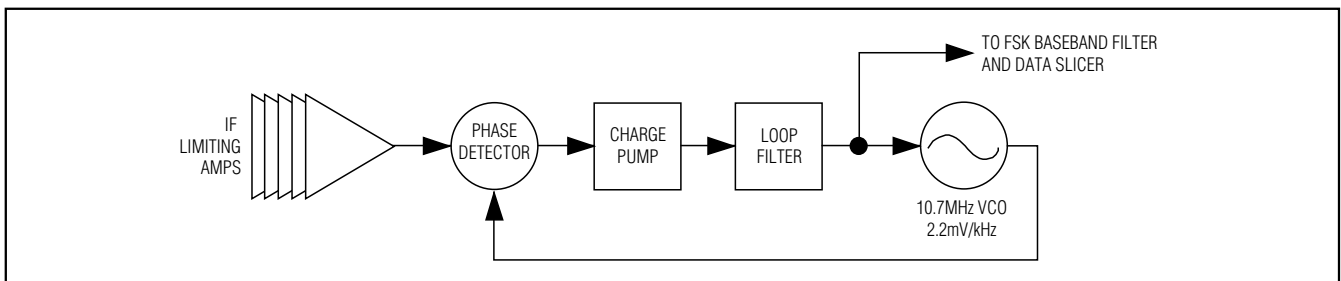 TO FSK BASEBAND FILTER
AND DATA SLICER
IF
LIMITING
AMPS
PHASE
DETECTOR
CHARGE
PUMP
LOOP
FILTER
10.7MHz VCO
2.2mV/kHz